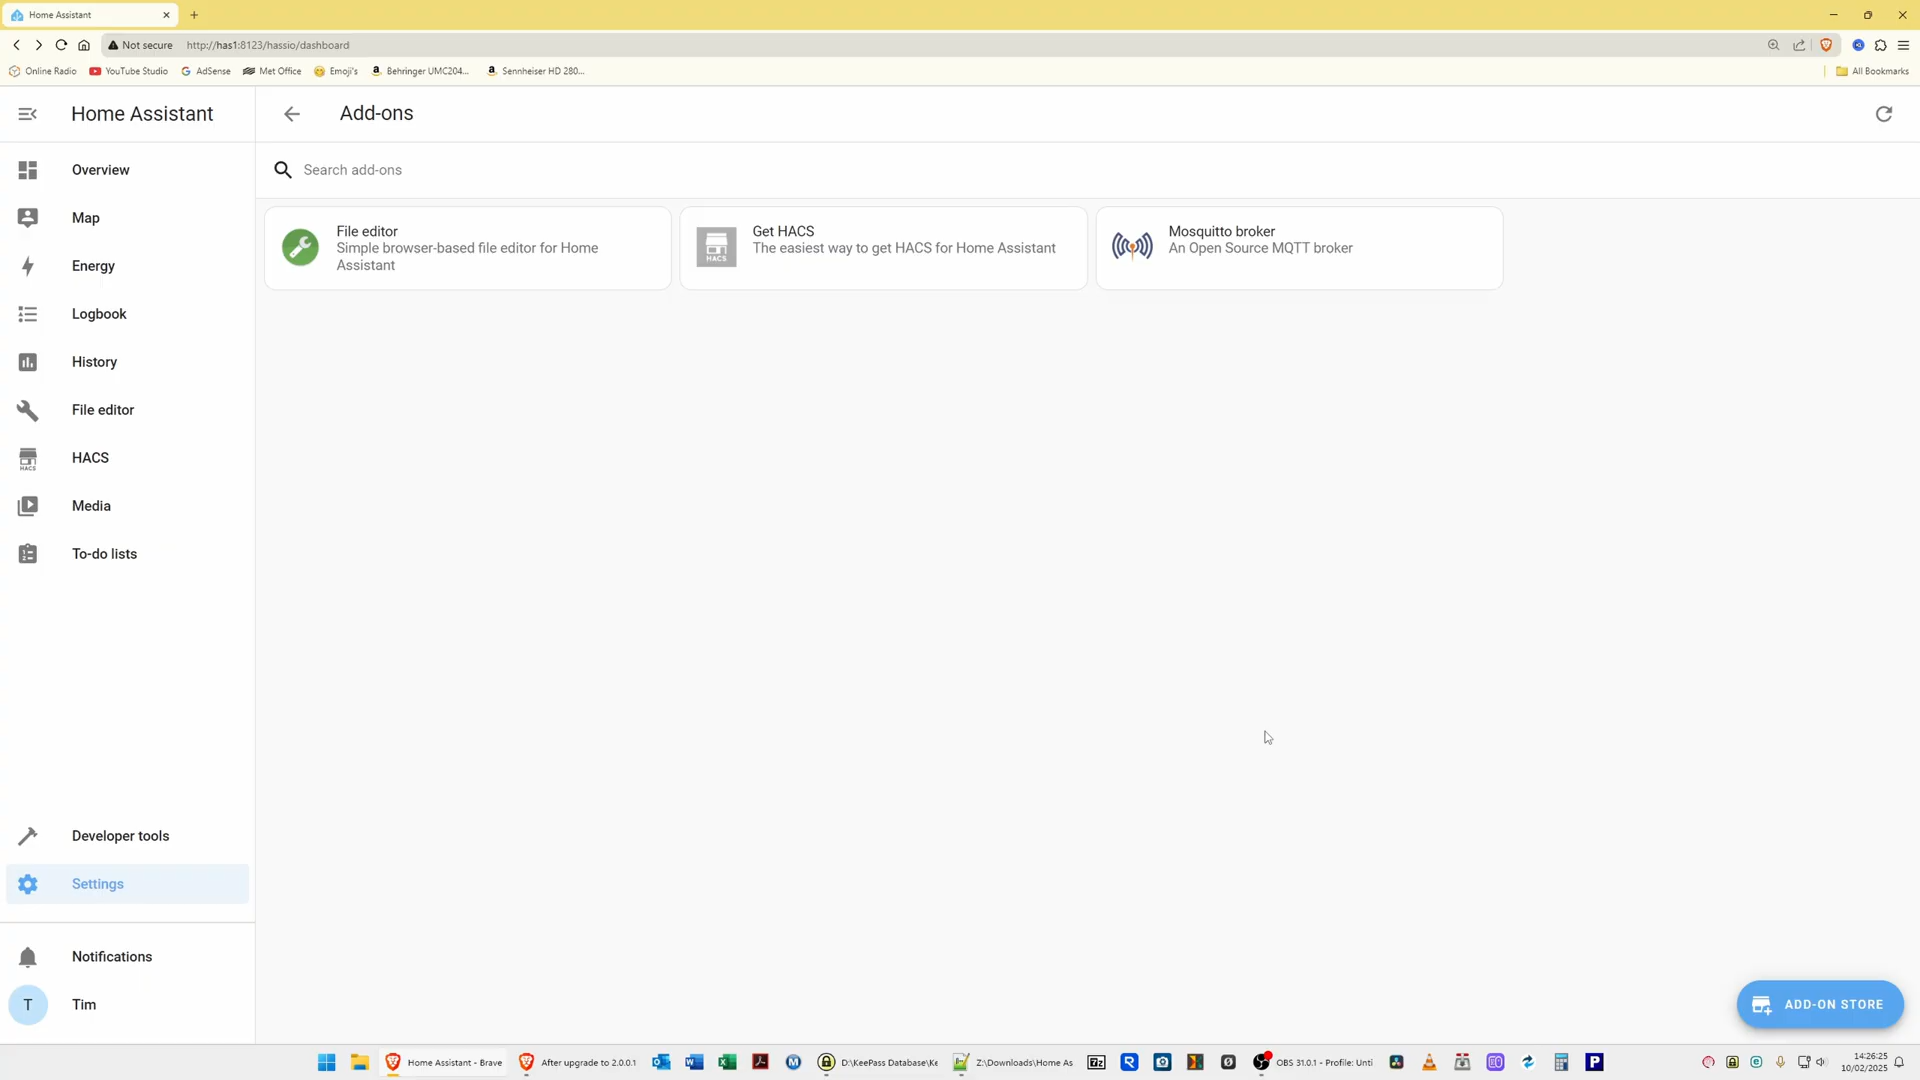 Home Assistant
Not secure http://has1:8123/hassio/dashboard
Online Radio YouTube Studio AdSense Met Office Emoji's Behringer UMC204... Sennheiser HD 280... All Bookmarks
Home Assistant
Add-ons
Search add-ons
Overview
Map
Energy
Logbook
History
File editor
HACS
HACS
Media
To-do lists
File editor
Simple browser-based file editor for Home
Assistant
HACS
Get HACS
The easiest way to get HACS for Home Assistant
Mosquitto broker
An Open Source MQTT broker
Developer tools
Settings
Notifications
T
Tim
ADD-ON STORE
Home Assistant - Brave After upgrade to 2.0.0.1 D:\KeePass Database\Ke Z:\Downloads\Home As 7z OBS 31.0.1 - Profile: Unti 14:26:25
10/02/2025